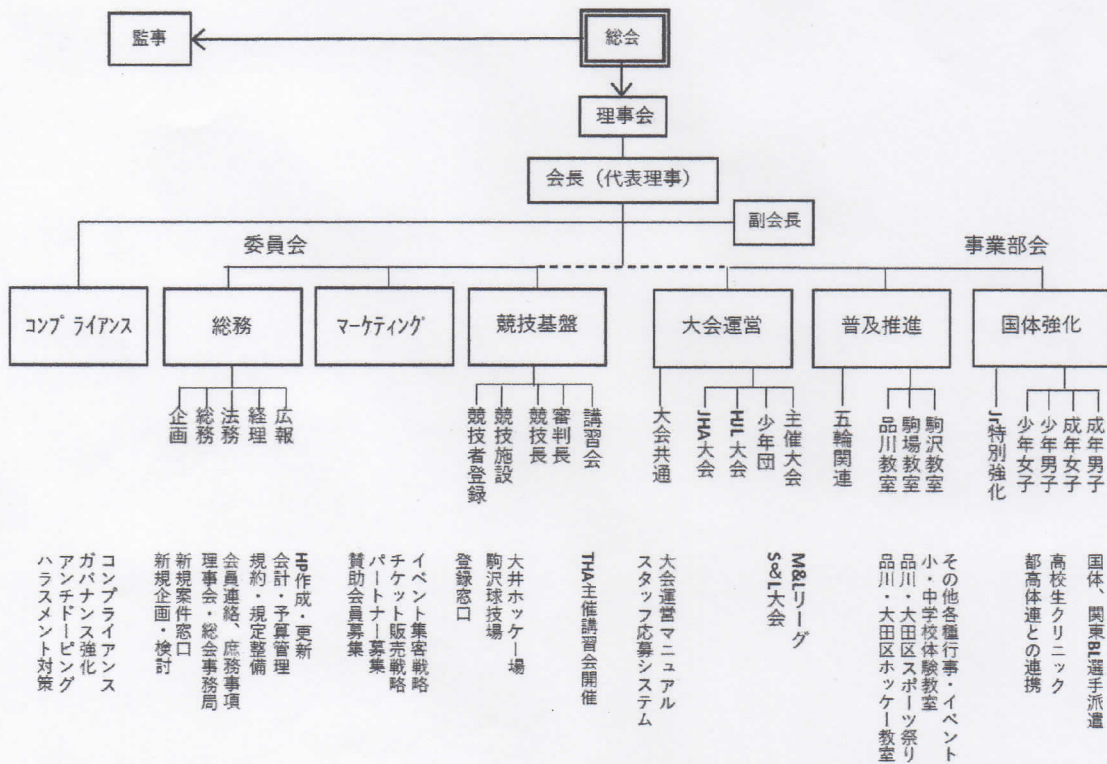 監事
総会
理事会
会長（代表理事）
副会長
委員会
事業部会
コンプライアンス
総務
マーケティング
競技基盤
大会運営
普及推進
国体強化
企画
総務
法務
経理
広報
競技者登録
競技施設
競技長
審判長
講習会
大会共通
JHA大会
HJL大会
少年団
主催大会
五輪関連
品川教室
駒場教室
駒沢教室
Jr特別強化
少年女子
少年男子
成年女子
成年男子
コンプライアンス
ガバナンス強化
アンチドーピング
ハラスメント対策
HP作成・更新
会計・予算管理
規約・規定整備
会員連絡、庶務事項
理事会・総会事務局
新規案件窓口
新規企画・検討
イベント集客戦略
チケット販売戦略
パートナー募集
賛助会員募集
大井ホッケー場
駒沢球技場
登録窓口
THA主催講習会開催
大会運営マニュアル
スタッフ応募システム
M&Lリーグ
S&L大会
その他各種行事・イベント
小・中学校体験教室
品川・大田区スポーツ祭り
品川・大田区ホッケー教室
国体、関東BL選手派遣
高校生クリニック
都高体連との連携